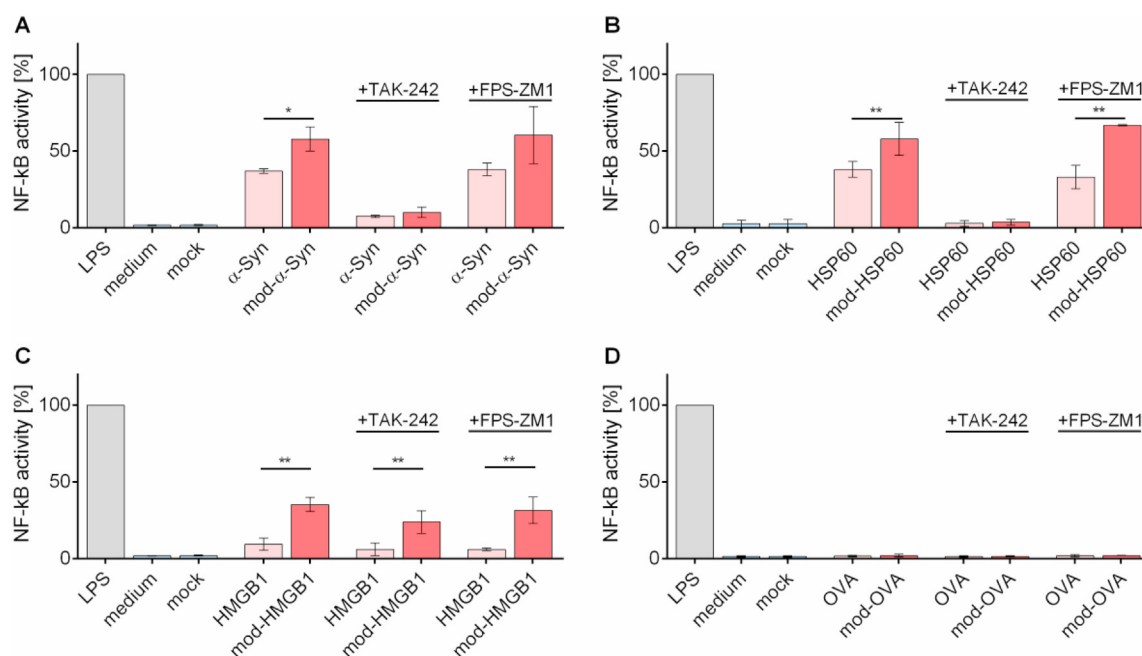 A
NF-kB activity [%]
100
50
0
*
+TAK-242
+FPS-ZM1
LPS
medium
mock
α-Syn
mod-α-Syn
α-Syn
mod-α-Syn
α-Syn
mod-α-Syn
B
NF-kB activity [%]
100
50
0
**
+TAK-242
+FPS-ZM1
**
LPS
medium
mock
HSP60
mod-HSP60
HSP60
mod-HSP60
HSP60
mod-HSP60
C
NF-kB activity [%]
100
50
0
**
+TAK-242
**
+FPS-ZM1
**
LPS
medium
mock
HMGB1
mod-HMGB1
HMGB1
mod-HMGB1
HMGB1
mod-HMGB1
D
NF-kB activity [%]
100
50
0
+TAK-242
+FPS-ZM1
LPS
medium
mock
OVA
mod-OVA
OVA
mod-OVA
OVA
mod-OVA